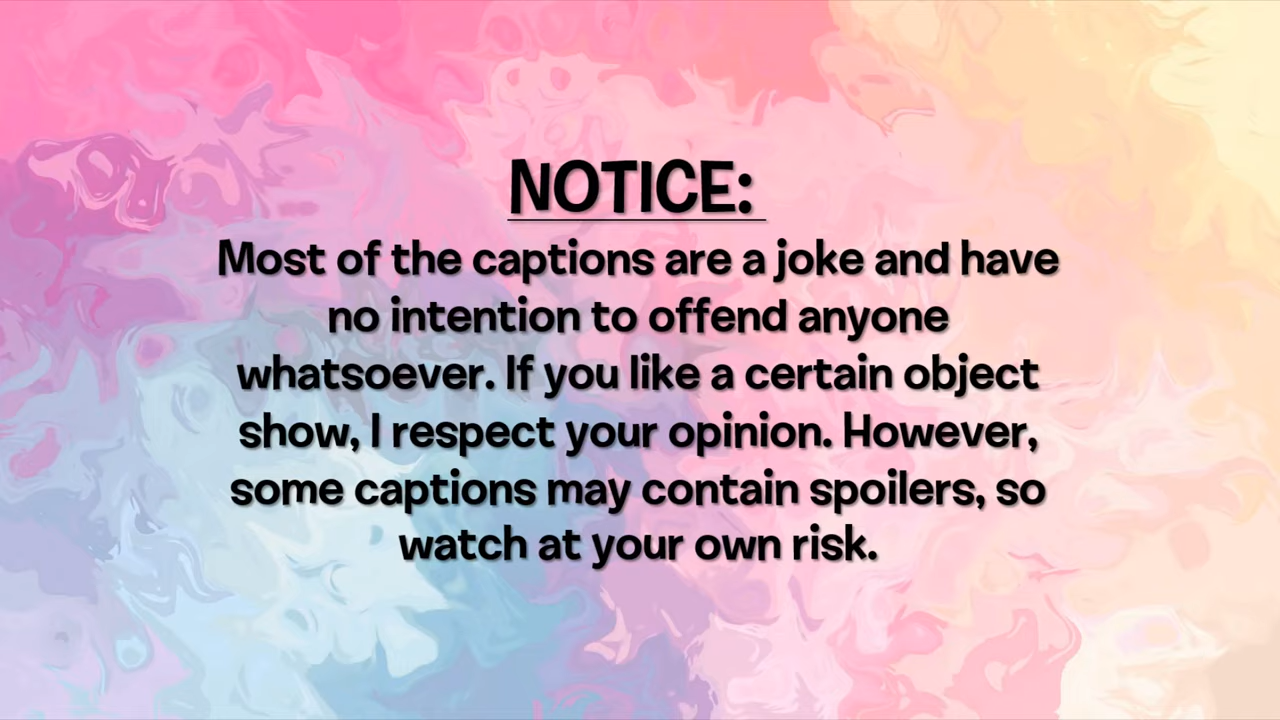 NOTICE:
Most of the captions are a joke and have
no intention to offend anyone
whatsoever. If you like a certain object
show, I respect your opinion. However,
some captions may contain spoilers, so
watch at your own risk.